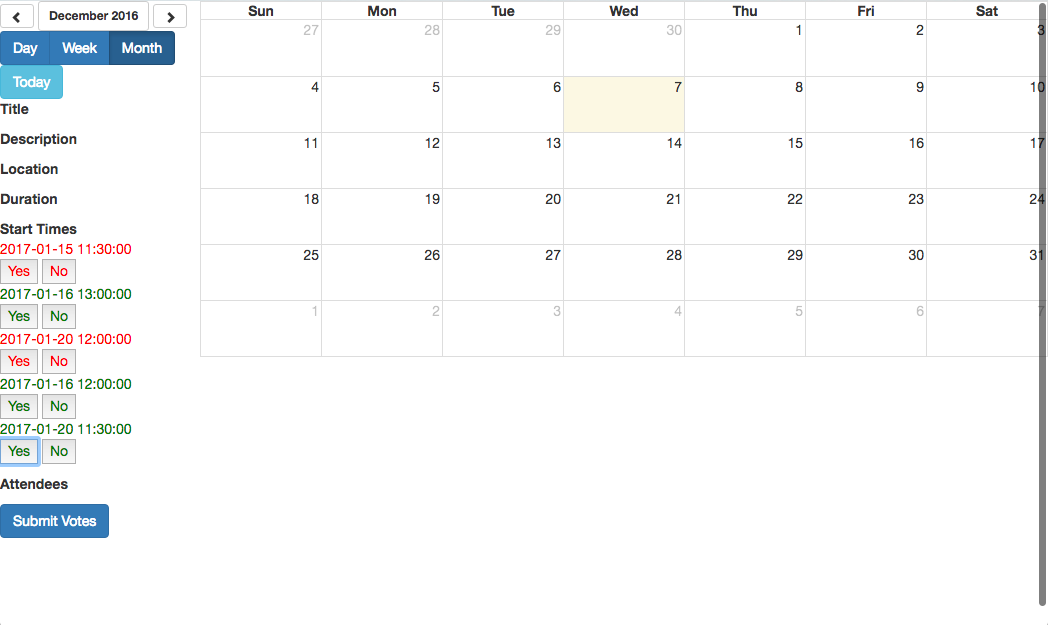 December 2016
Day Week Month
Today
Title
Description
Location
Duration
Start Times
2017-01-15 11:30:00
Yes No
2017-01-16 13:00:00
Yes No
2017-01-20 12:00:00
Yes No
2017-01-16 12:00:00
Yes No
2017-01-20 11:30:00
Yes No
Attendees
Submit Votes
Sun Mon Tue Wed Thu Fri Sat
27 28 29 30 1 2 3
4 5 6 7 8 9 10
11 12 13 14 15 16 17
18 19 20 21 22 23 24
25 26 27 28 29 30 31
1 2 3 4 5 6 7